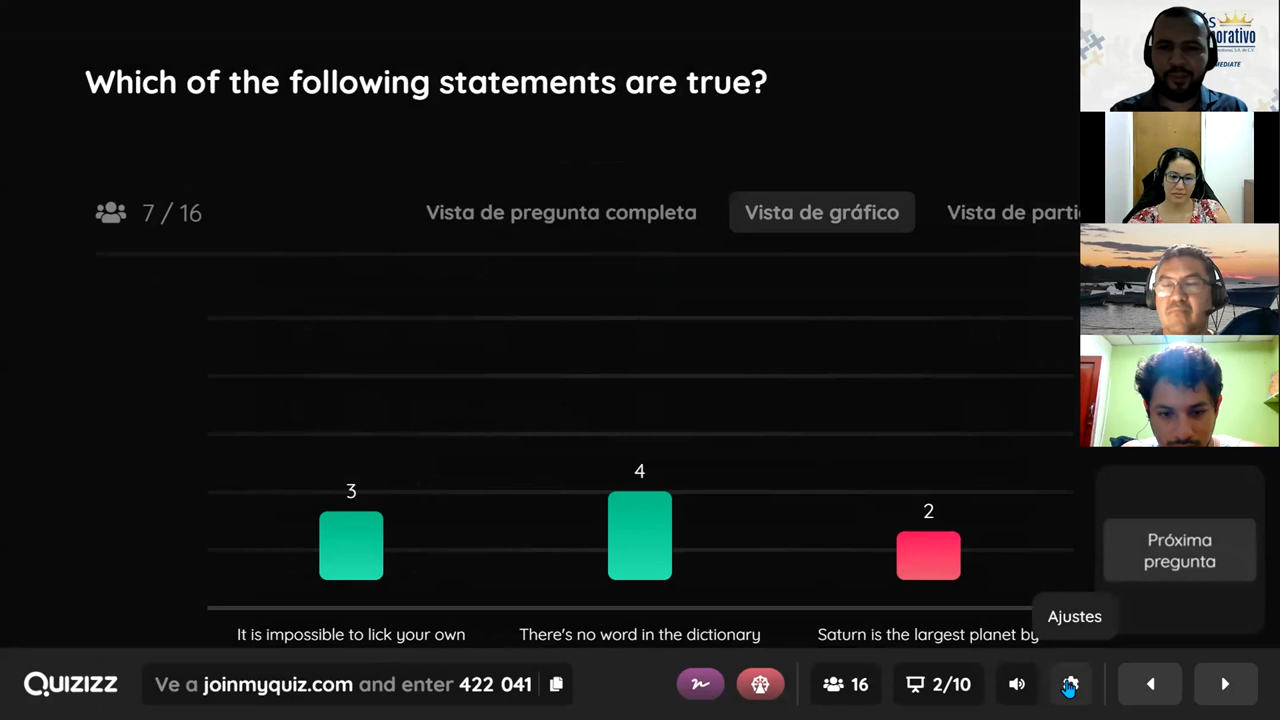 Which of the following statements are true?
7 / 16
Vista de pregunta completa
Vista de gráfico
Vista de parti
3
4
2
It is impossible to lick your own
There's no word in the dictionary
Saturn is the largest planet by
Próxima
pregunta
Ajustes
QUIZIZZ
Ve a joinmyquiz.com and enter 422 041
16
2/10
orativo
MEDIATE